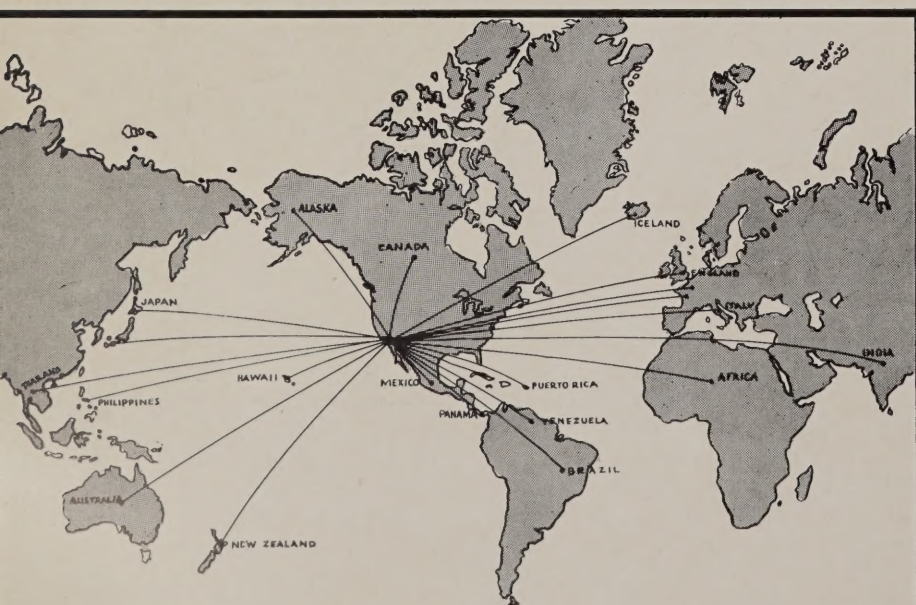 ALASKA
ICELAND
CANADA
ENGLAND
JAPAN
ITALY
INDIA
THAILAND
HAWAII
MEXICO
PUERTO RICA
AFRICA
PHILIPPINES
PANAMA
VENEZUELA
BRAZIL
AUSTRALIA
NEW ZEALAND